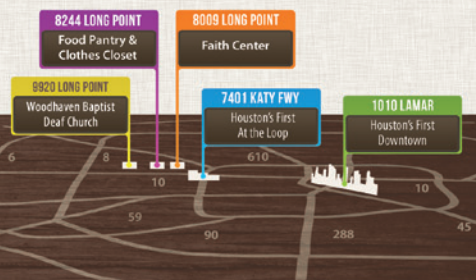 8244 LONG POINT
Food Pantry &
Clothes Closet
8009 LONG POINT
Faith Center
9920 LONG POINT
Woodhaven Baptist
Deaf Church
7401 KATY FWY
Houston's First
At the Loop
1010 LAMAR
Houston's First
Downtown
6
8
610
10
10
59
90
288
45